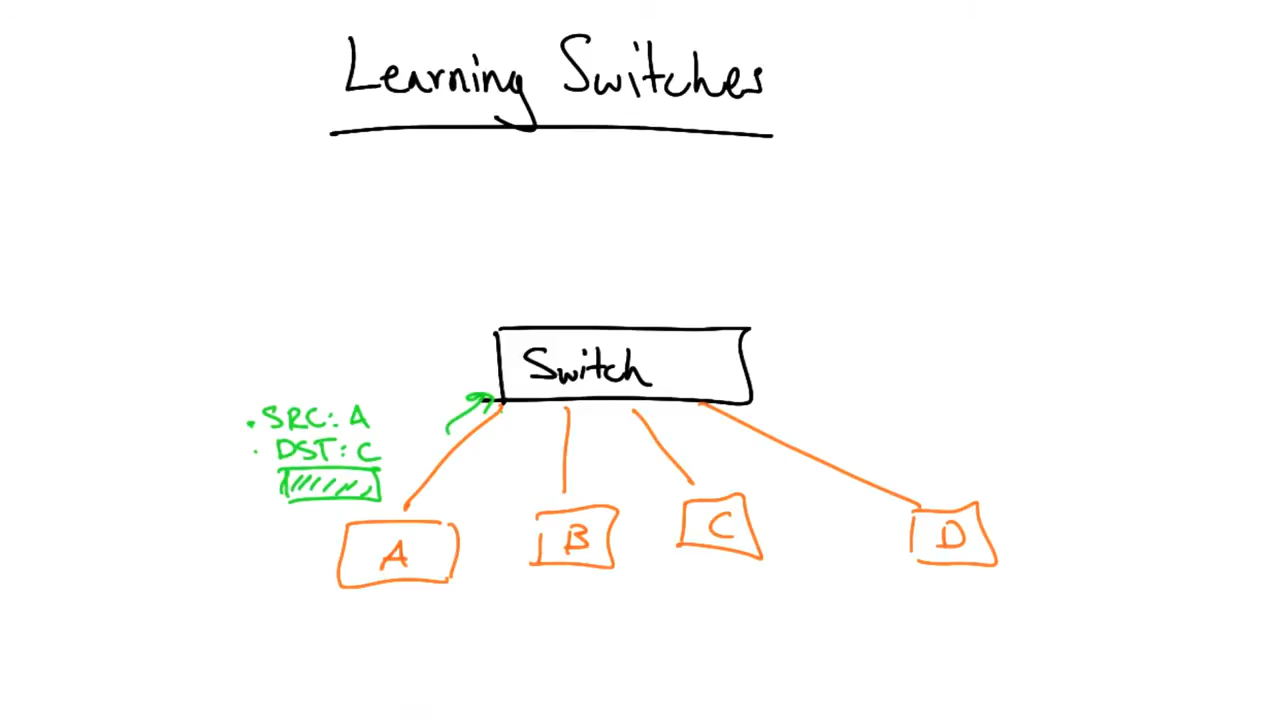 Learning Switches
Switch
• SRC: A
• DST: C
A
B
C
D